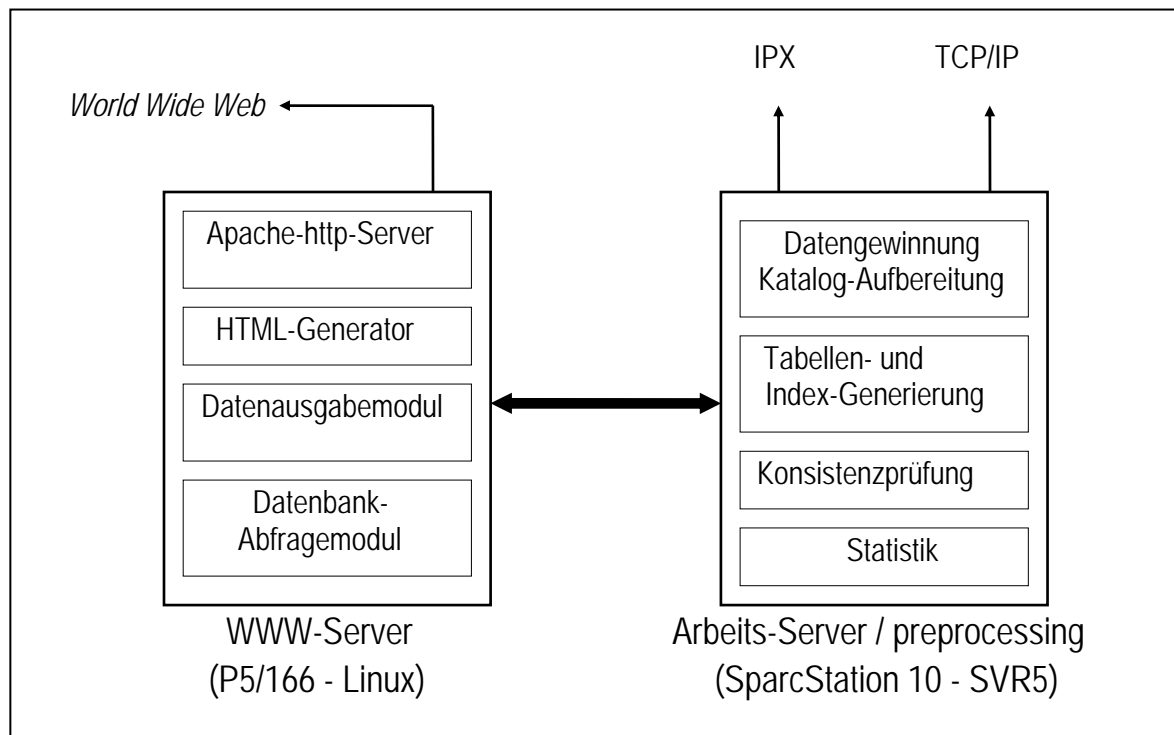 IPX
TCP/IP
World Wide Web
Apache-http-Server
HTML-Generator
Datenausgabemodul
Datenbank-
Abfragemodul
WWW-Server
(P5/166 - Linux)
Datengewinnung
Katalog-Aufbereitung
Tabellen- und
Index-Generierung
Konsistenzprüfung
Statistik
Arbeits-Server / preprocessing
(SparcStation 10 - SVR5)